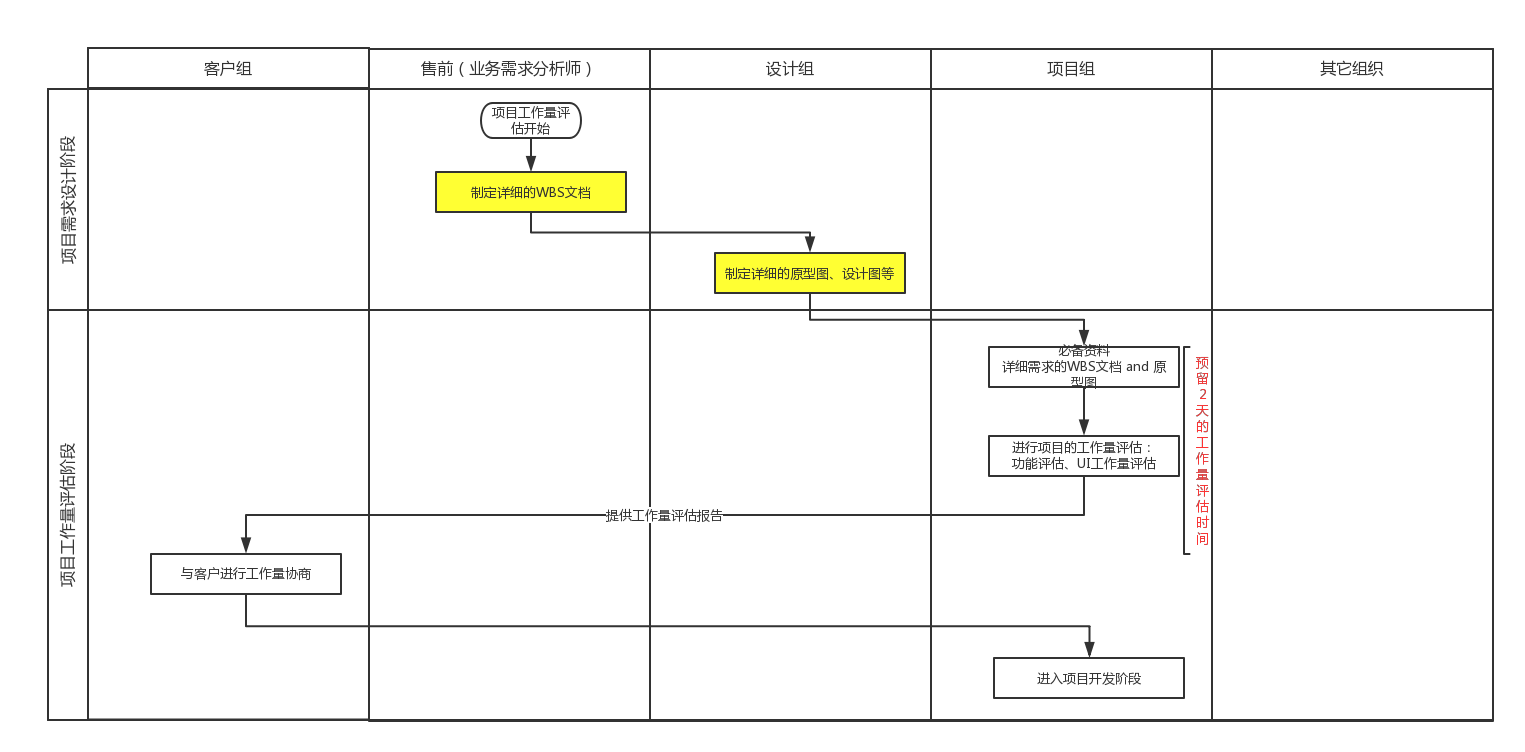 客户组
售前（业务需求分析师）
设计组
项目组
其它组织
项目需求设计阶段
项目工作量评
估开始
制定详细的WBS文档
制定详细的原型图、设计图等
项目工作量评估阶段
必备资料
详细需求的WBS文档 and 原
型图
进行项目的工作量评估：
功能评估、UI工作量评估
预留2天的工作量评估时间
提供工作量评估报告
与客户进行工作量协商
进入项目开发阶段